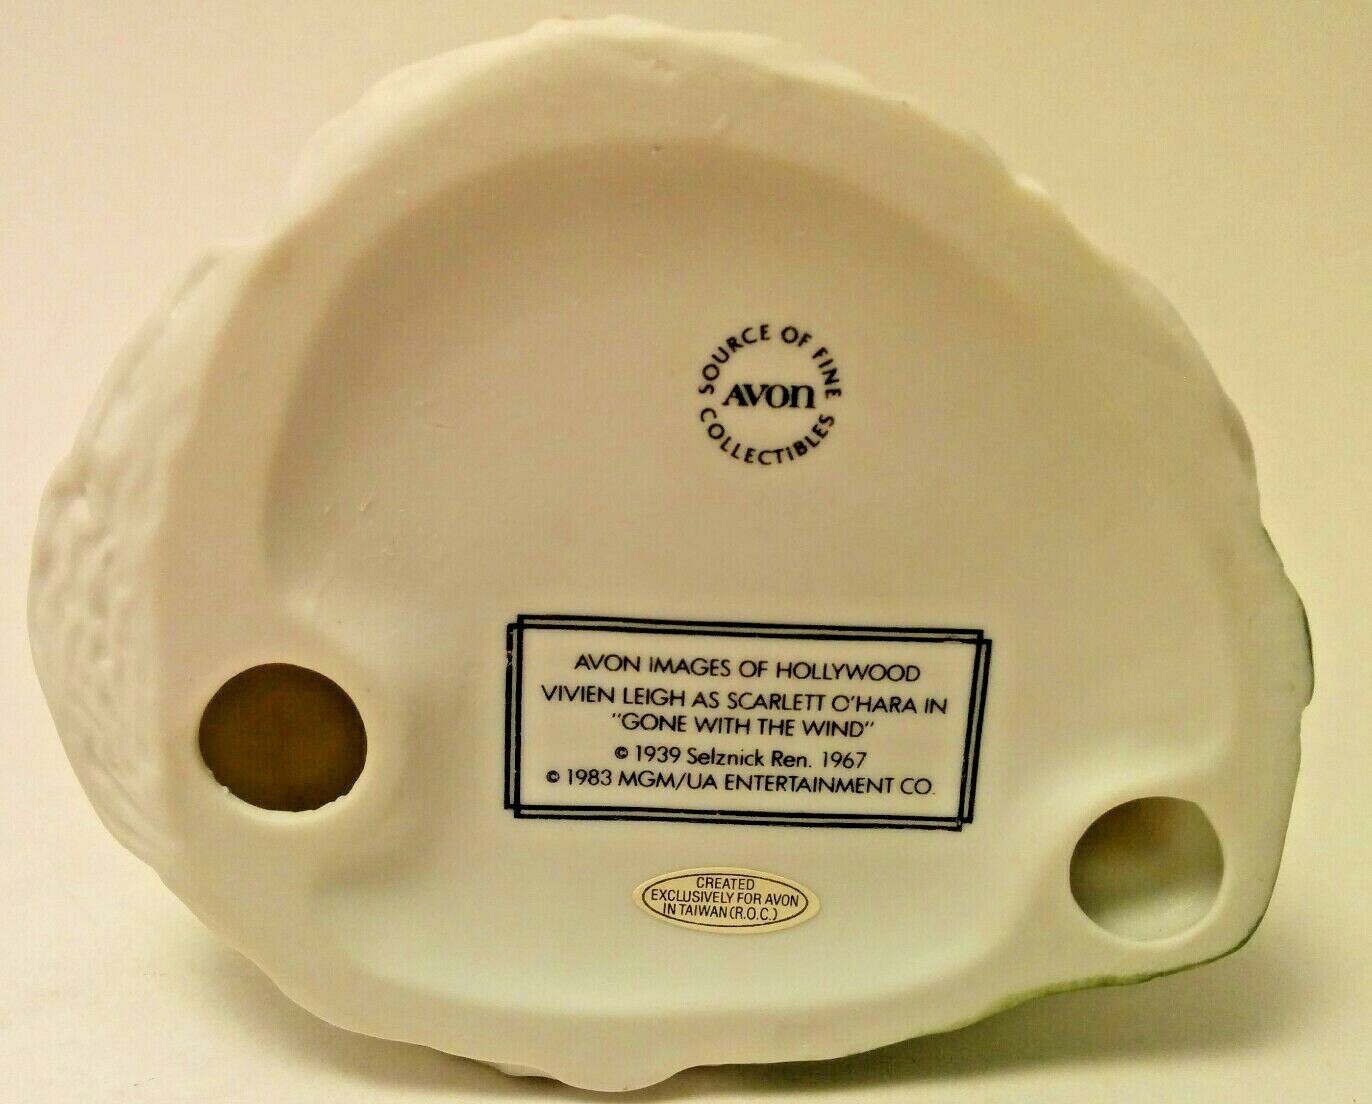 SOURCE OF FINE
AVON
COLLECTIBLES
AVON IMAGES OF HOLLYWOOD
VIVIEN LEIGH AS SCARLETT O'HARA IN
"GONE WITH THE WIND"
© 1939 Selznick Ren. 1967
© 1983 MGM/UA ENTERTAINMENT CO.
CREATED
EXCLUSIVELY FOR AVON
IN TAIWAN (R.O.C.)